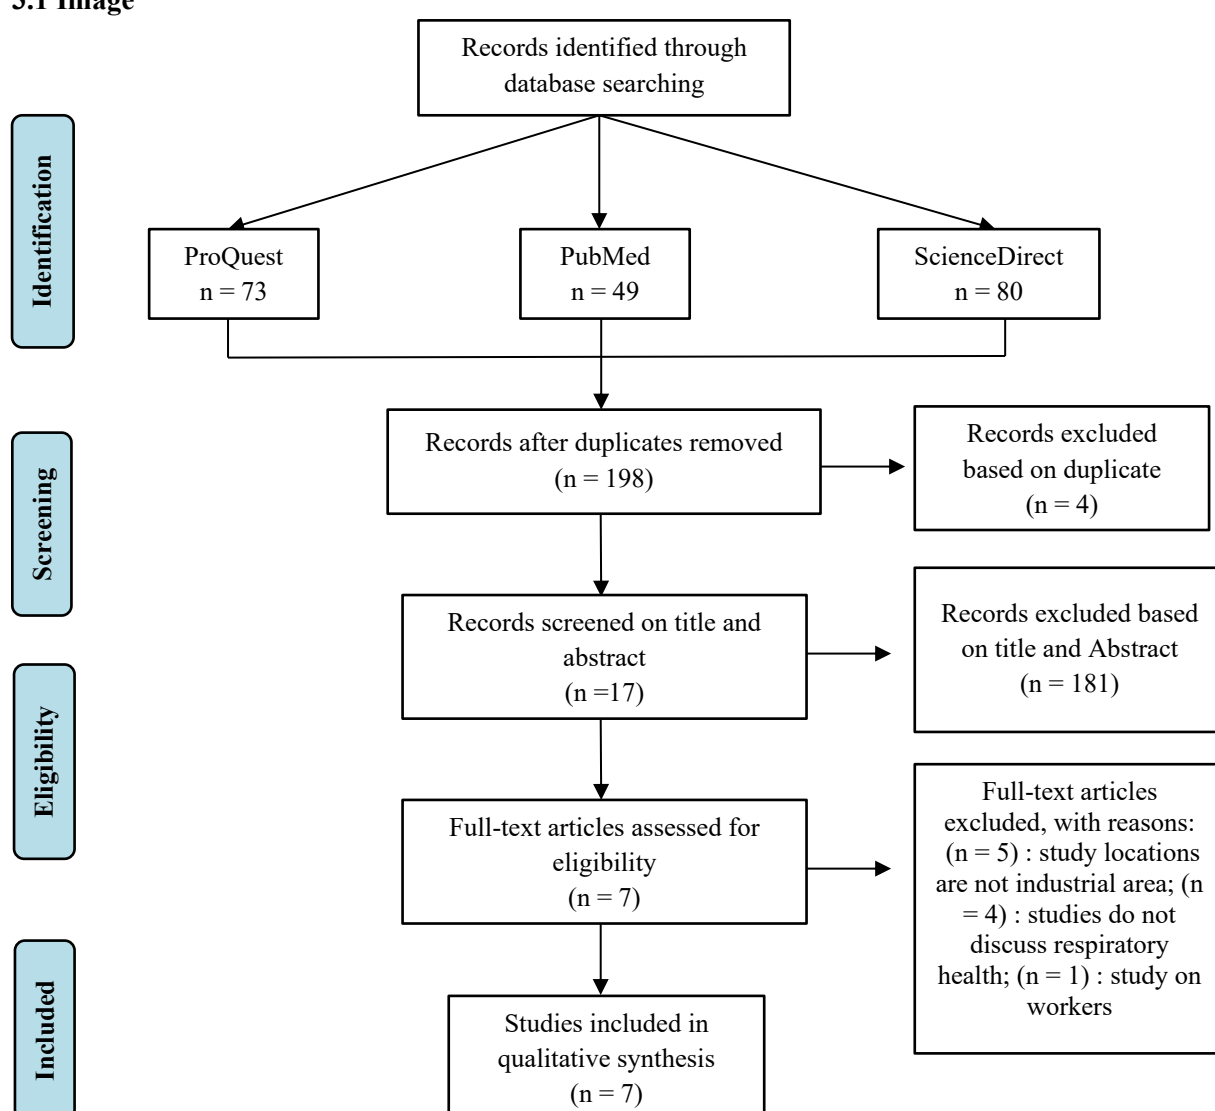 3.1 Image
Records identified through
database searching
Identification
ProQuest
n = 73
PubMed
n = 49
ScienceDirect
n = 80
Records after duplicates removed
(n = 198)
Records excluded
based on duplicate
(n = 4)
Screening
Records screened on title and
abstract
(n =17)
Records excluded based
on title and Abstract
(n = 181)
Eligibility
Full-text articles assessed for
eligibility
(n = 7)
Full-text articles
excluded, with reasons:
(n = 5) : study locations
are not industrial area; (n
= 4) : studies do not
discuss respiratory
health; (n = 1) : study on
workers
Included
Studies included in
qualitative synthesis
(n = 7)